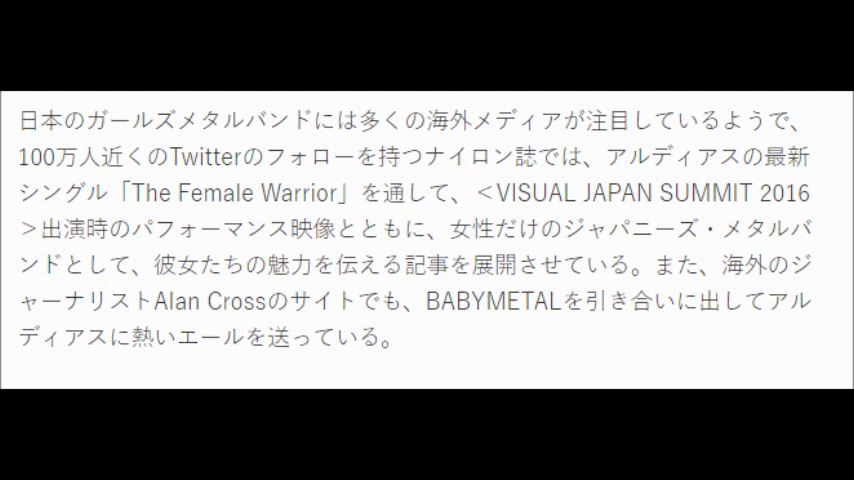 日本のガールズメタルバンドには多くの海外メディアが注目しているようで、
100万人近くのTwitterのフォローを持つナイロン誌では、アルディアスの最新
シングル「The Female Warrior」を通して、＜VISUAL JAPAN SUMMIT 2016
＞出演時のパフォーマンス映像とともに、女性だけのジャパニーズ・メタルバ
ンドとして、彼女たちの魅力を伝える記事を展開させている。また、海外のジ
ャーナリストAlan Crossのサイトでも、BABYMETALを引き合いに出してアル
ディアスに熱いエールを送っている。